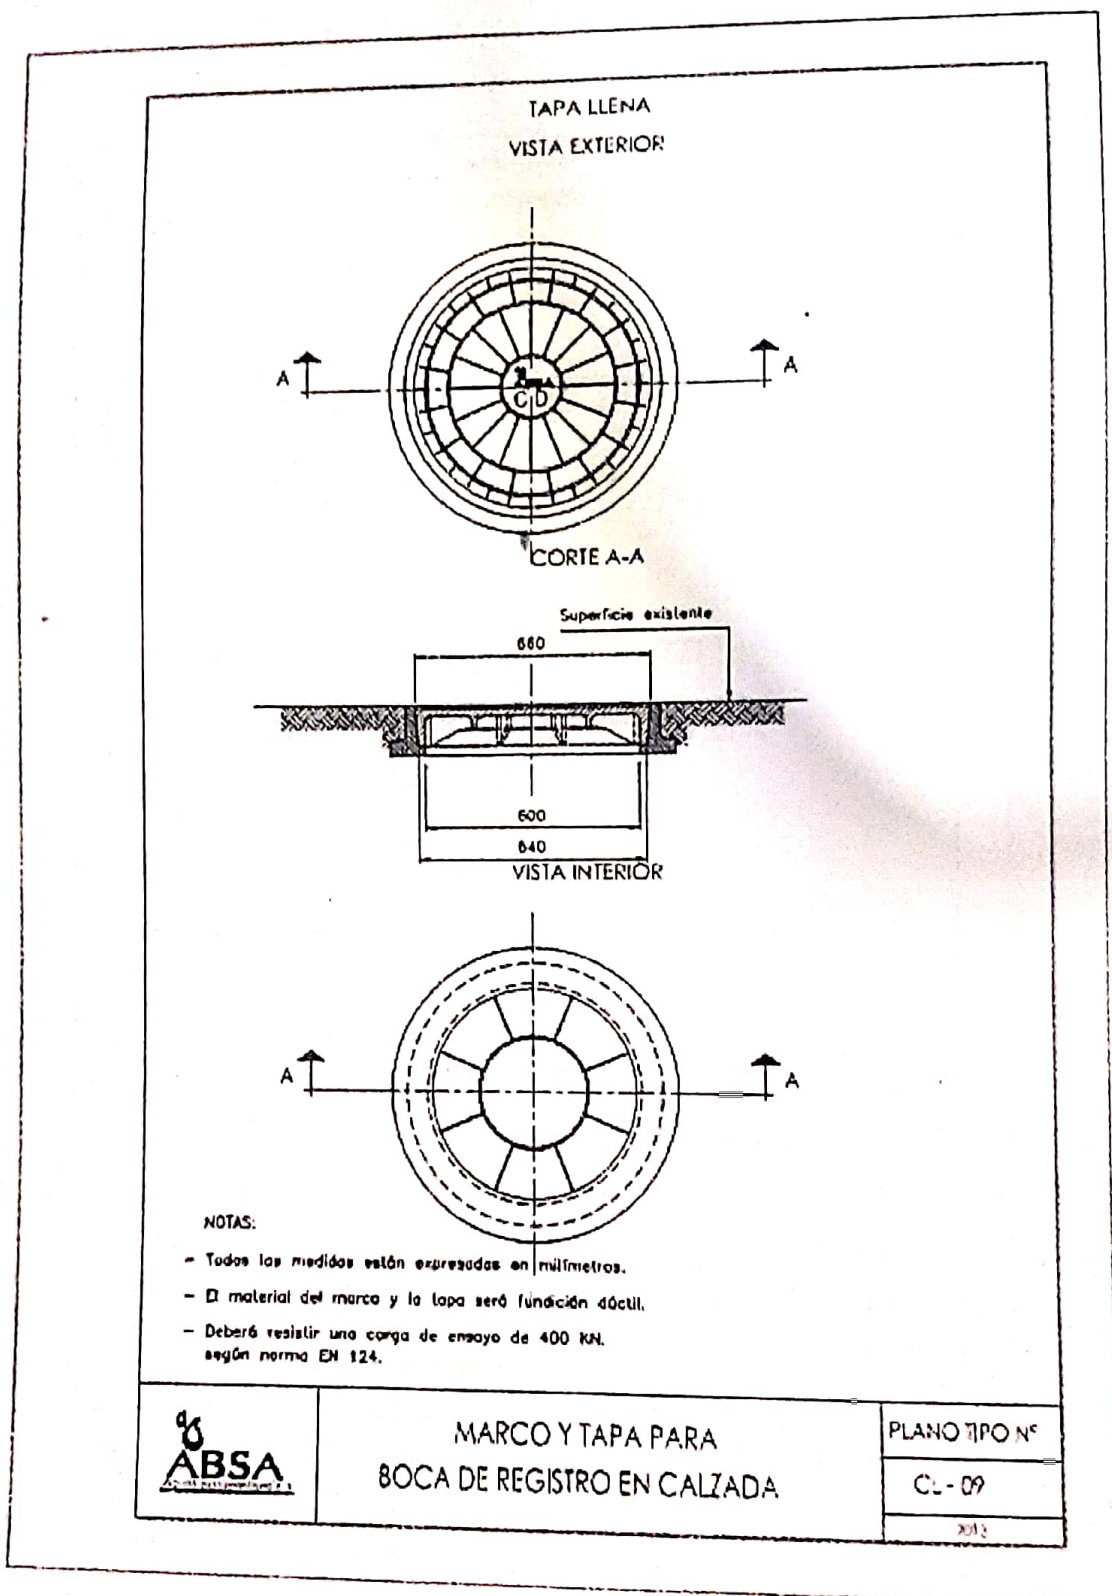 TAPA LLENA
VISTA EXTERIOR
A
A
CD
CORTE A-A
Superficie existente
660
600
640
VISTA INTERIOR
A
A
NOTAS:
- Todas las medidas están expresadas en milímetros.
- El material del marco y la tapa será fundición dúctil.
- Deberá resistir una carga de ensayo de 400 KN.
según norma EN 124.
ABSA
MARCO Y TAPA PARA
BOCA DE REGISTRO EN CALZADA
PLANO TIPO Nº
CL - 09